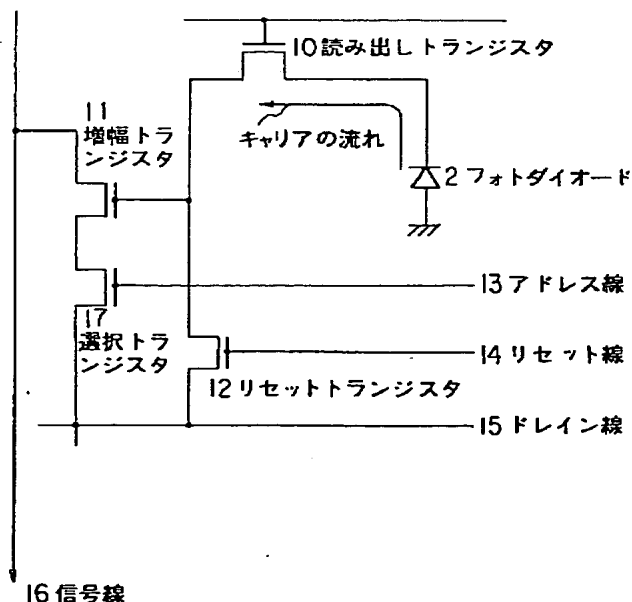 10読み出しトランジスタ
11
増幅トラ
ンジスタ
キャリアの流れ
2フォトダイオード
13アドレス線
17
選択トラ
ンジスタ
14リセット線
12リセットトランジスタ
15ドレイン線
16信号線